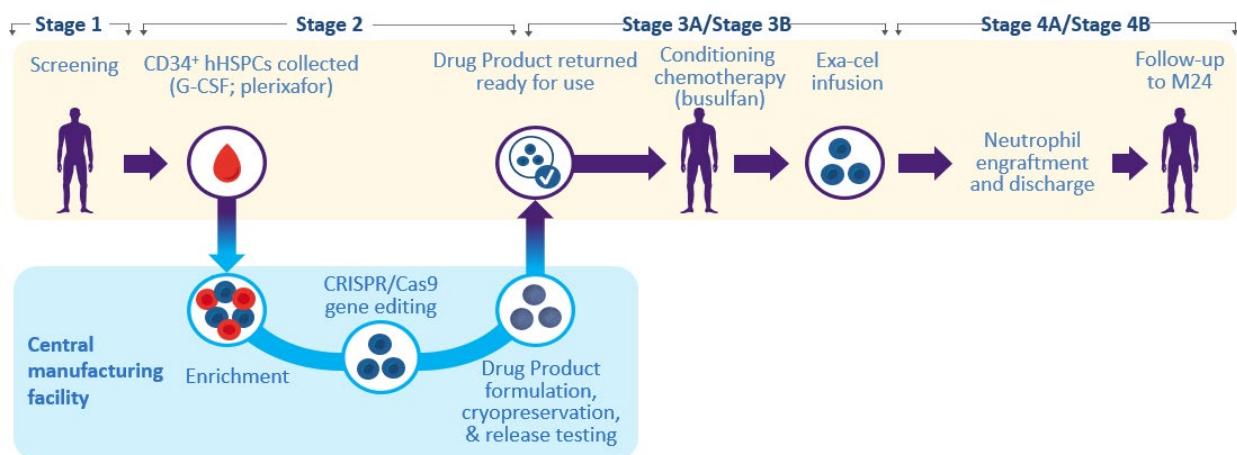 Stage 1
Stage 2
Stage 3A/Stage 3B
Stage 4A/Stage 4B
Screening
CD34⁺ hHSPCs collected
(G-CSF; plerixafor)
Drug Product returned
ready for use
Conditioning
chemotherapy
(busulfan)
Exa-cel
infusion
Neutrophil
engraftment
and discharge
Follow-up
to M24
Central
manufacturing
facility
Enrichment
CRISPR/Cas9
gene editing
Drug Product
formulation,
cryopreservation,
& release testing